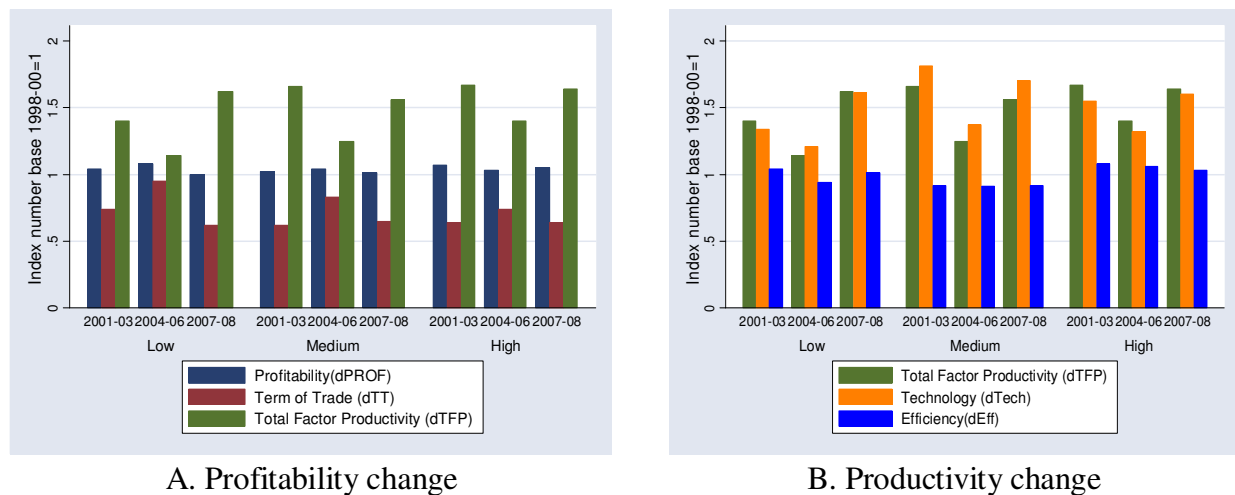 Index number base 1998-00=1
2
1.5
1
.5
0
2001-03 2004-06 2007-08 2001-03 2004-06 2007-08 2001-03 2004-06 2007-08
Low Medium High
Profitability(dPROF)
Term of Trade (dTT)
Total Factor Productivity (dTFP)
A. Profitability change
Index number base 1998-00=1
2
1.5
1
.5
0
2001-03 2004-06 2007-08 2001-03 2004-06 2007-08 2001-03 2004-06 2007-08
Low Medium High
Total Factor Productivity (dTFP)
Technology (dTech)
Efficiency(dEff)
B. Productivity change